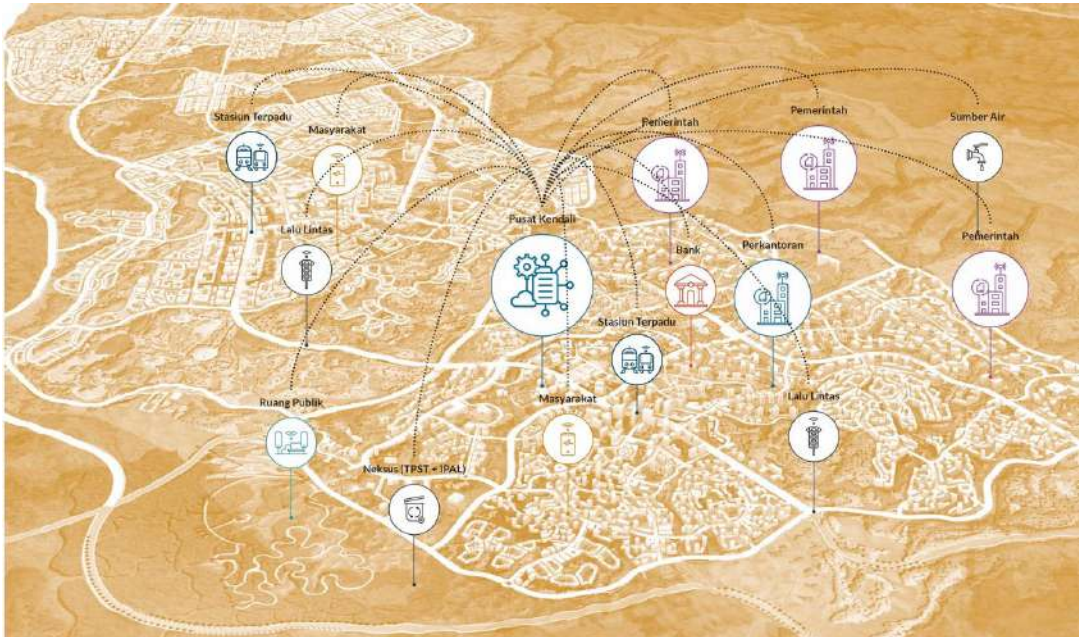 Stasiun Terpadu
Masyarakat
Pemerintah
Pemerintah
Sumber Air
Lalu Lintas
Pusat Kendali
Bank
Perkantoran
Pemerintah
Stasiun Terpadu
Ruang Publik
Masyarakat
Lalu Lintas
Neksus (TPST + IPAL)